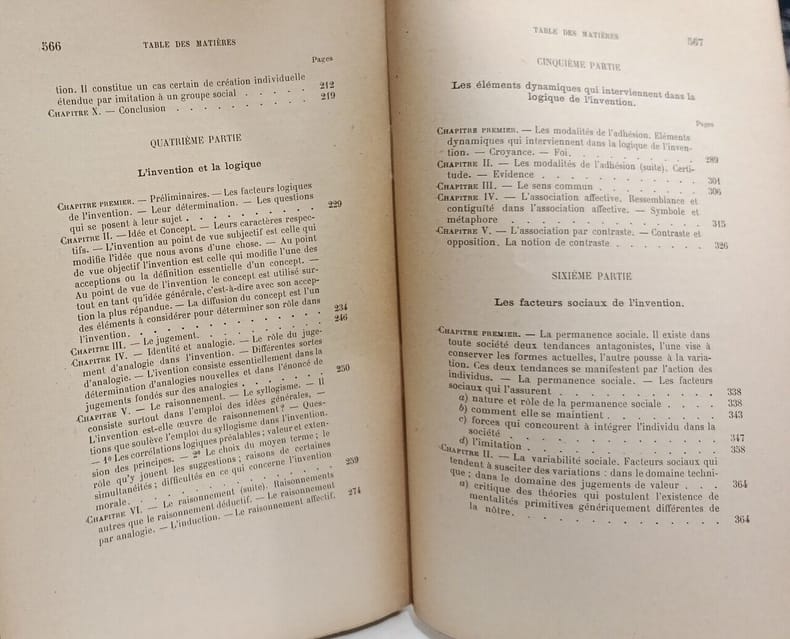 566
TABLE DES MATIÈRES
Pages
tion. Il constitue un cas certain de création individuelle
étendue par imitation à un groupe social . . . . . 212
CHAPITRE X. — Conclusion . . . . . . . . . 219
QUATRIÈME PARTIE
L'invention et la logique
CHAPITRE PREMIER. — Préliminaires. — Les facteurs logiques
de l'invention. — Leur détermination. — Les questions
qui se posent à leur sujet . . . . . . . . . 229
CHAPITRE II. — Idée et Concept. — Leurs caractères respec-
tifs. — L'invention au point de vue subjectif est celle qui
modifie l'idée que nous avons d'une chose. — Au point
de vue objectif l'invention est celle qui modifie l'une des
acceptions ou la définition essentielle d'un concept. —
Au point de vue de l'invention le concept est utilisé sur-
tout en tant qu'idée générale, c'est-à-dire avec son accep-
tion la plus répandue. — La diffusion du concept est l'un
des éléments à considérer pour déterminer son rôle dans
l'invention. . . . . . . . . . . 234
CHAPITRE III. — Le jugement. . . . . . . . . 246
CHAPITRE IV. — Identité et analogie. — Le rôle du juge-
ment d'analogie dans l'invention. — Différentes sortes
d'analogie. — L'ivention consiste essentiellement dans la
détermination d'analogies nouvelles et dans l'énoncé de
jugements fondés sur des analogies . . . . . . 250
CHAPITRE V. — Le raisonnement. — Le syllogisme. — Il
consiste surtout dans l'emploi des idées générales, —
L'invention est-elle œuvre de raisonnement ? — Ques-
tions que soulève l'emploi du syllogisme dans l'invention.
— 1º Les corrélations logiques préalables ; valeur et exten-
sion des principes. — 2º Le choix du moyen terme ; le
rôle qu'y jouent les suggestions ; raisons de certaines
simultanéités ; difficultés en ce qui concerne l'invention
morale. . . . . . . . . . . . 259
CHAPITRE VI. — Le raisonnement (suite). Raisonnements
autres que le raisonnement déductif. — Le raisonnement
par analogie. — L'induction. — Le raisonnement affectif. 274
TABLE DES MATIÈRES
567
CINQUIÈME PARTIE
Les éléments dynamiques qui interviennent dans la
logique de l'invention.
Pages
CHAPITRE PREMIER. — Les modalités de l'adhésion. Eléments
dynamiques qui interviennent dans la logique de l'inven-
tion. — Croyance. — Foi. . . . . . . . . 289
CHAPITRE II. — Les modalités de l'adhésion (suite). Certi-
tude. — Evidence . . . . . . . . . . 301
CHAPITRE III. — Le sens commun . . . . . . . 306
CHAPITRE IV. — L'association affective. Ressemblance et
contiguïté dans l'association affective. — Symbole et
métaphore . . . . . . . . . . . 315
CHAPITRE V. — L'association par contraste. — Contraste et
opposition. La notion de contraste . . . . . . 326
SIXIÈME PARTIE
Les facteurs sociaux de l'invention.
CHAPITRE PREMIER. — La permanence sociale. Il existe dans
toute société deux tendances antagonistes, l'une vise à
conserver les formes actuelles, l'autre pousse à la varia-
tion. Ces deux tendances se manifestent par l'action des
individus. — La permanence sociale. — Les facteurs
sociaux qui l'assurent . . . . . . . . . 338
a) nature et rôle de la permanence sociale . . . . 338
b) comment elle se maintient . . . . . . . 343
c) forces qui concourent à intégrer l'individu dans la
société . . . . . . . . . . . 347
d) l'imitation . . . . . . . . . . 358
CHAPITRE II. — La variabilité sociale. Facteurs sociaux qui
tendent à susciter des variations : dans le domaine techni-
que ; dans le domaine des jugements de valeur . . . 364
a) critique des théories qui postulent l'existence de
mentalités primitives génériquement différentes de
la nôtre. . . . . . . . . . . . 364